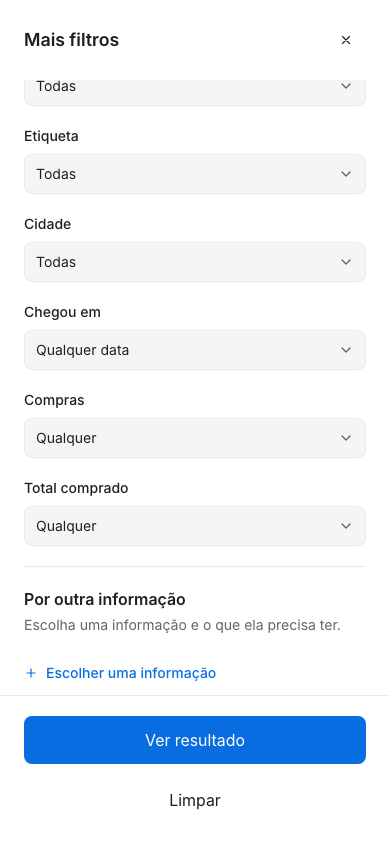 Mais filtros
Todas
Etiqueta
Todas
Cidade
Todas
Chegou em
Qualquer data
Compras
Qualquer
Total comprado
Qualquer
Por outra informação
Escolha uma informação e o que ela precisa ter.
+ Escolher uma informação
Ver resultado
Limpar